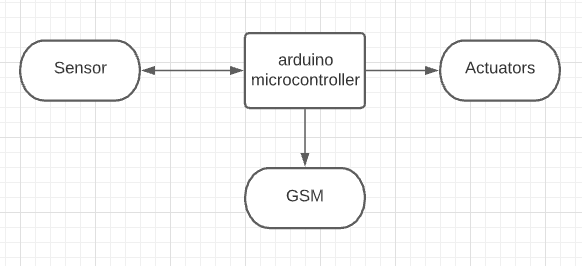 Sensor
arduino
microcontroller
Actuators
GSM